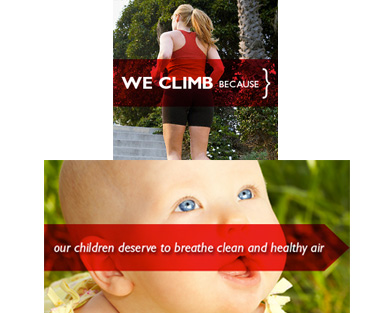 WE CLIMB BECAUSE }
our children deserve to breathe clean and healthy air